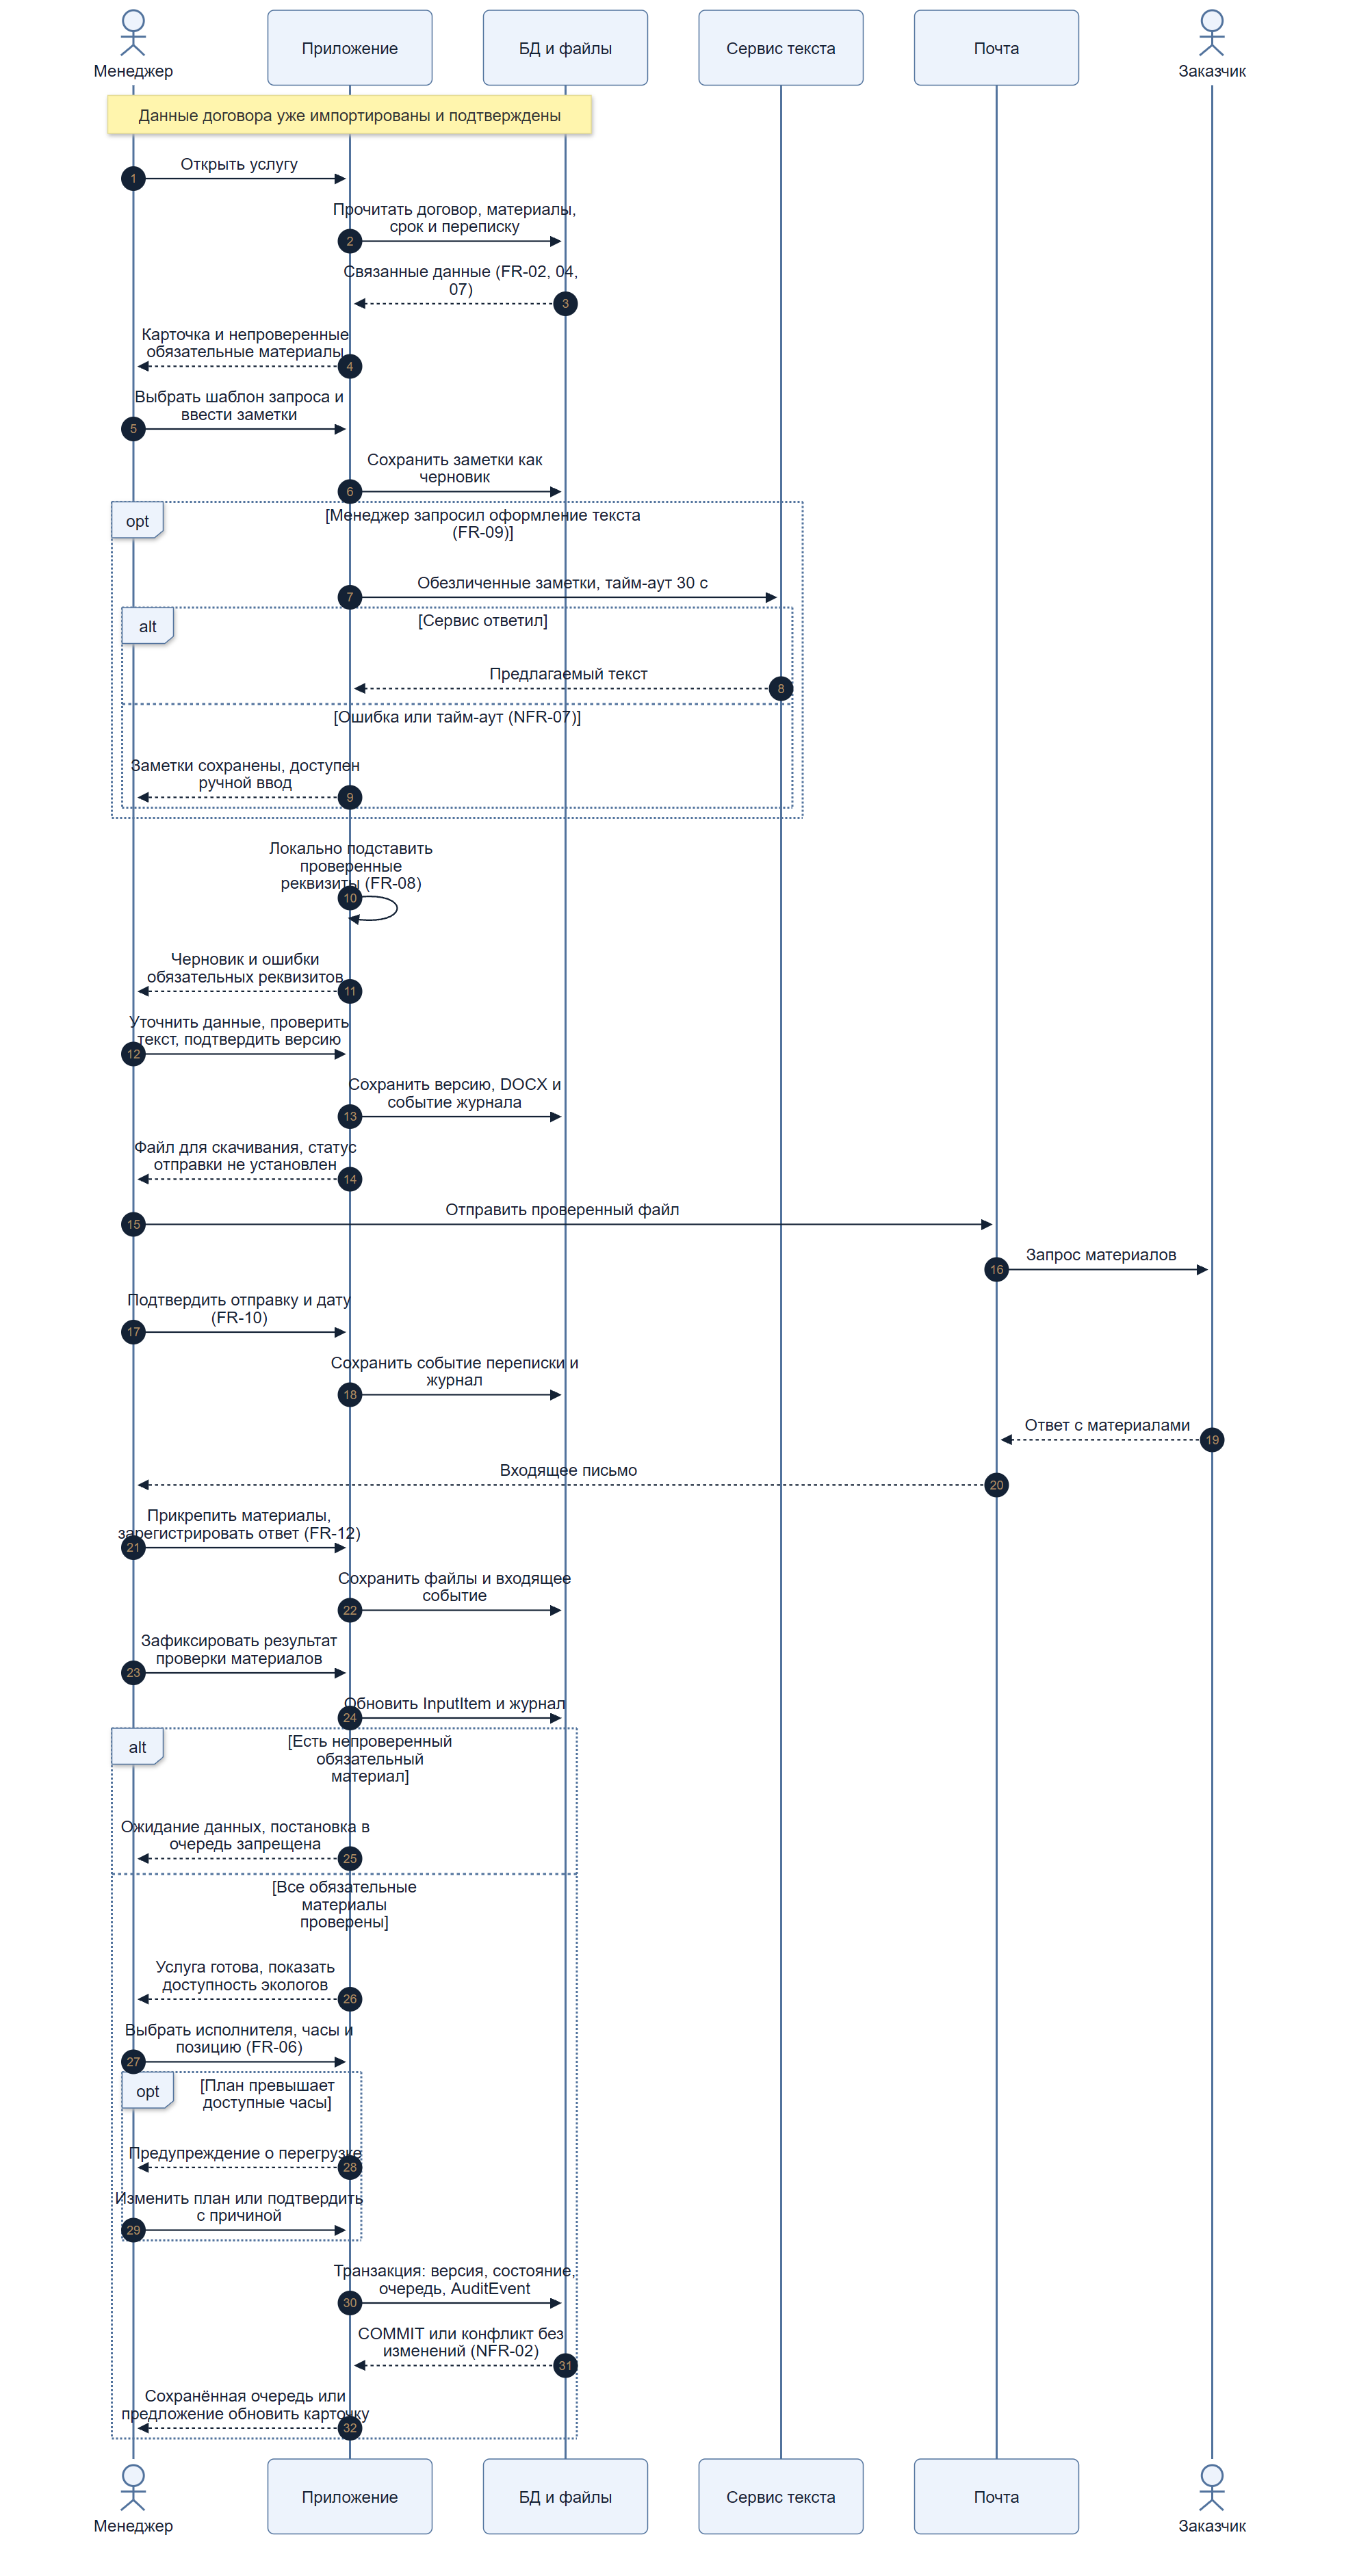 Менеджер
Приложение
БД и файлы
Сервис текста
Почта
Заказчик
Данные договора уже импортированы и подтверждены
Открыть услугу
1
Прочитать договор, материалы,
срок и переписку
2
Связанные данные (FR-02, 04,
07)
3
Карточка и непроверенные
обязательные материалы
4
Выбрать шаблон запроса и
ввести заметки
5
Сохранить заметки как
черновик
6
opt
[Менеджер запросил оформление текста
(FR-09)]
Обезличенные заметки, тайм-аут 30 с
7
alt
[Сервис ответил]
Предлагаемый текст
8
[Ошибка или тайм-аут (NFR-07)]
Заметки сохранены, доступен
ручной ввод
9
Локально подставить
проверенные
реквизиты (FR-08)
10
Черновик и ошибки
обязательных реквизитов
11
Уточнить данные, проверить
текст, подтвердить версию
12
Сохранить версию, DOCX и
событие журнала
13
Файл для скачивания, статус
отправки не установлен
14
Отправить проверенный файл
15
Запрос материалов
16
Подтвердить отправку и дату
(FR-10)
17
Сохранить событие переписки и
журнал
18
Ответ с материалами
19
Входящее письмо
20
Прикрепить материалы,
зарегистрировать ответ (FR-12)
21
Сохранить файлы и входящее
событие
22
Зафиксировать результат
проверки материалов
23
Обновить InputItem и журнал
24
alt
[Есть непроверенный
обязательный
материал]
Ожидание данных, постановка в
очередь запрещена
25
[Все обязательные
материалы
проверены]
Услуга готова, показать
доступность экологов
26
Выбрать исполнителя, часы и
позицию (FR-06)
27
opt
[План превышает
доступные часы]
Предупреждение о перегрузке
28
Изменить план или подтвердить
с причиной
29
Транзакция: версия, состояние,
очередь, AuditEvent
30
COMMIT или конфликт без
изменений (NFR-02)
31
Сохранённая очередь или
предложение обновить карточку
32
Менеджер
Приложение
БД и файлы
Сервис текста
Почта
Заказчик